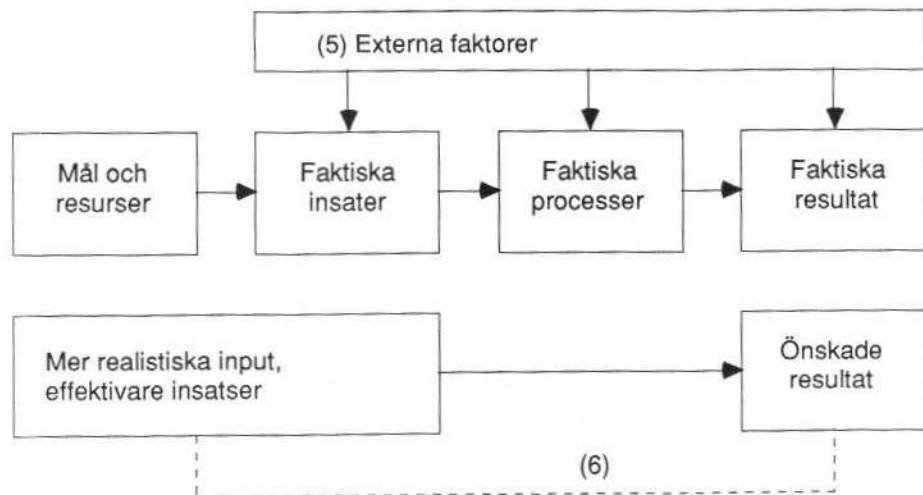 (5) Externa faktorer
Mål och
resurser
Faktiska
insater
Faktiska
processer
Faktiska
resultat
Mer realistiska input,
effektivare insatser
Önskade
resultat
(6)